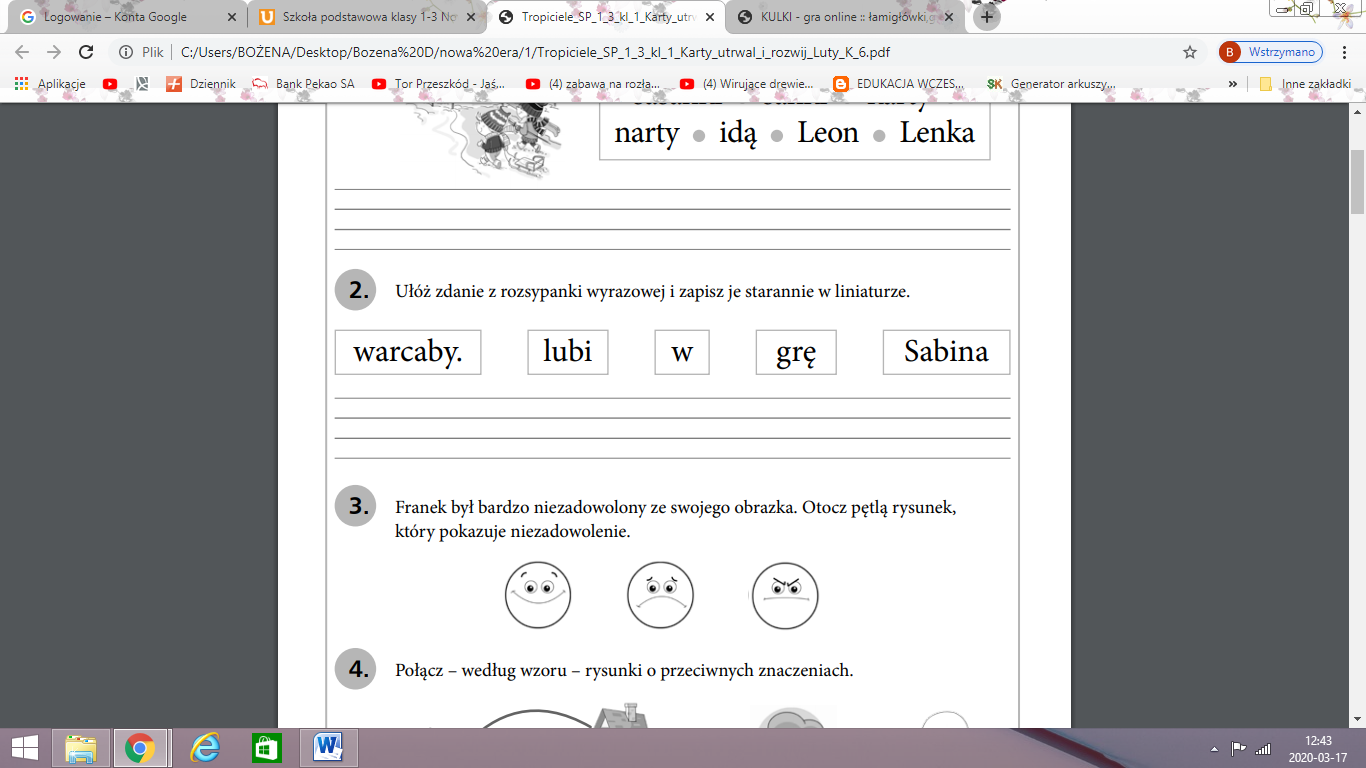 Logowanie – Konta Google
Szkoła podstawowa klasy 1-3 No
Tropiciele_SP_1_3_kl_1_Karty_utrw
KULKI - gra online :: łamigłówki,gr
Plik
C:/Users/BOŻENA/Desktop/Bozena%20D/nowa%20era/1/Tropiciele_SP_1_3_kl_1_Karty_utrwal_i_rozwij_Luty_K_6.pdf
B Wstrzymano
Aplikacje
Dziennik
Bank Pekao SA
Tor Przeszkód - Jaś...
(4) zabawa na rozła...
(4) Wirujące drewie...
EDUKACJA WCZES...
SK Generator arkuszy...
»
Inne zakładki
narty • idą • Leon • Lenka
2. Ułóż zdanie z rozsypanki wyrazowej i zapisz je starannie w liniaturze.
warcaby. lubi w grę Sabina
3. Franek był bardzo niezadowolony ze swojego obrazka. Otocz pętlą rysunek,
który pokazuje niezadowolenie.
4. Połącz – według wzoru – rysunki o przeciwnych znaczeniach.
12:43
2020-03-17